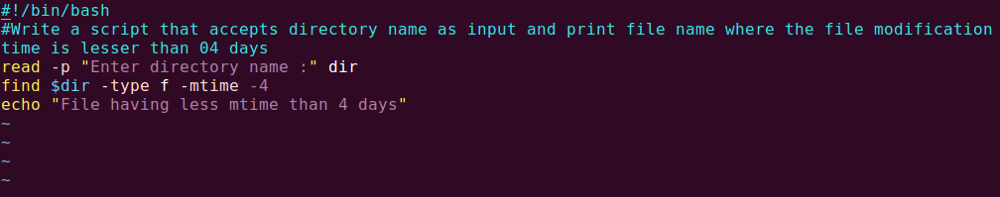 #!/bin/bash
#Write a script that accepts directory name as input and print file name where the file modification
time is lesser than 04 days
read -p "Enter directory name :" dir
find $dir -type f -mtime -4
echo "File having less mtime than 4 days"
~
~
~
~